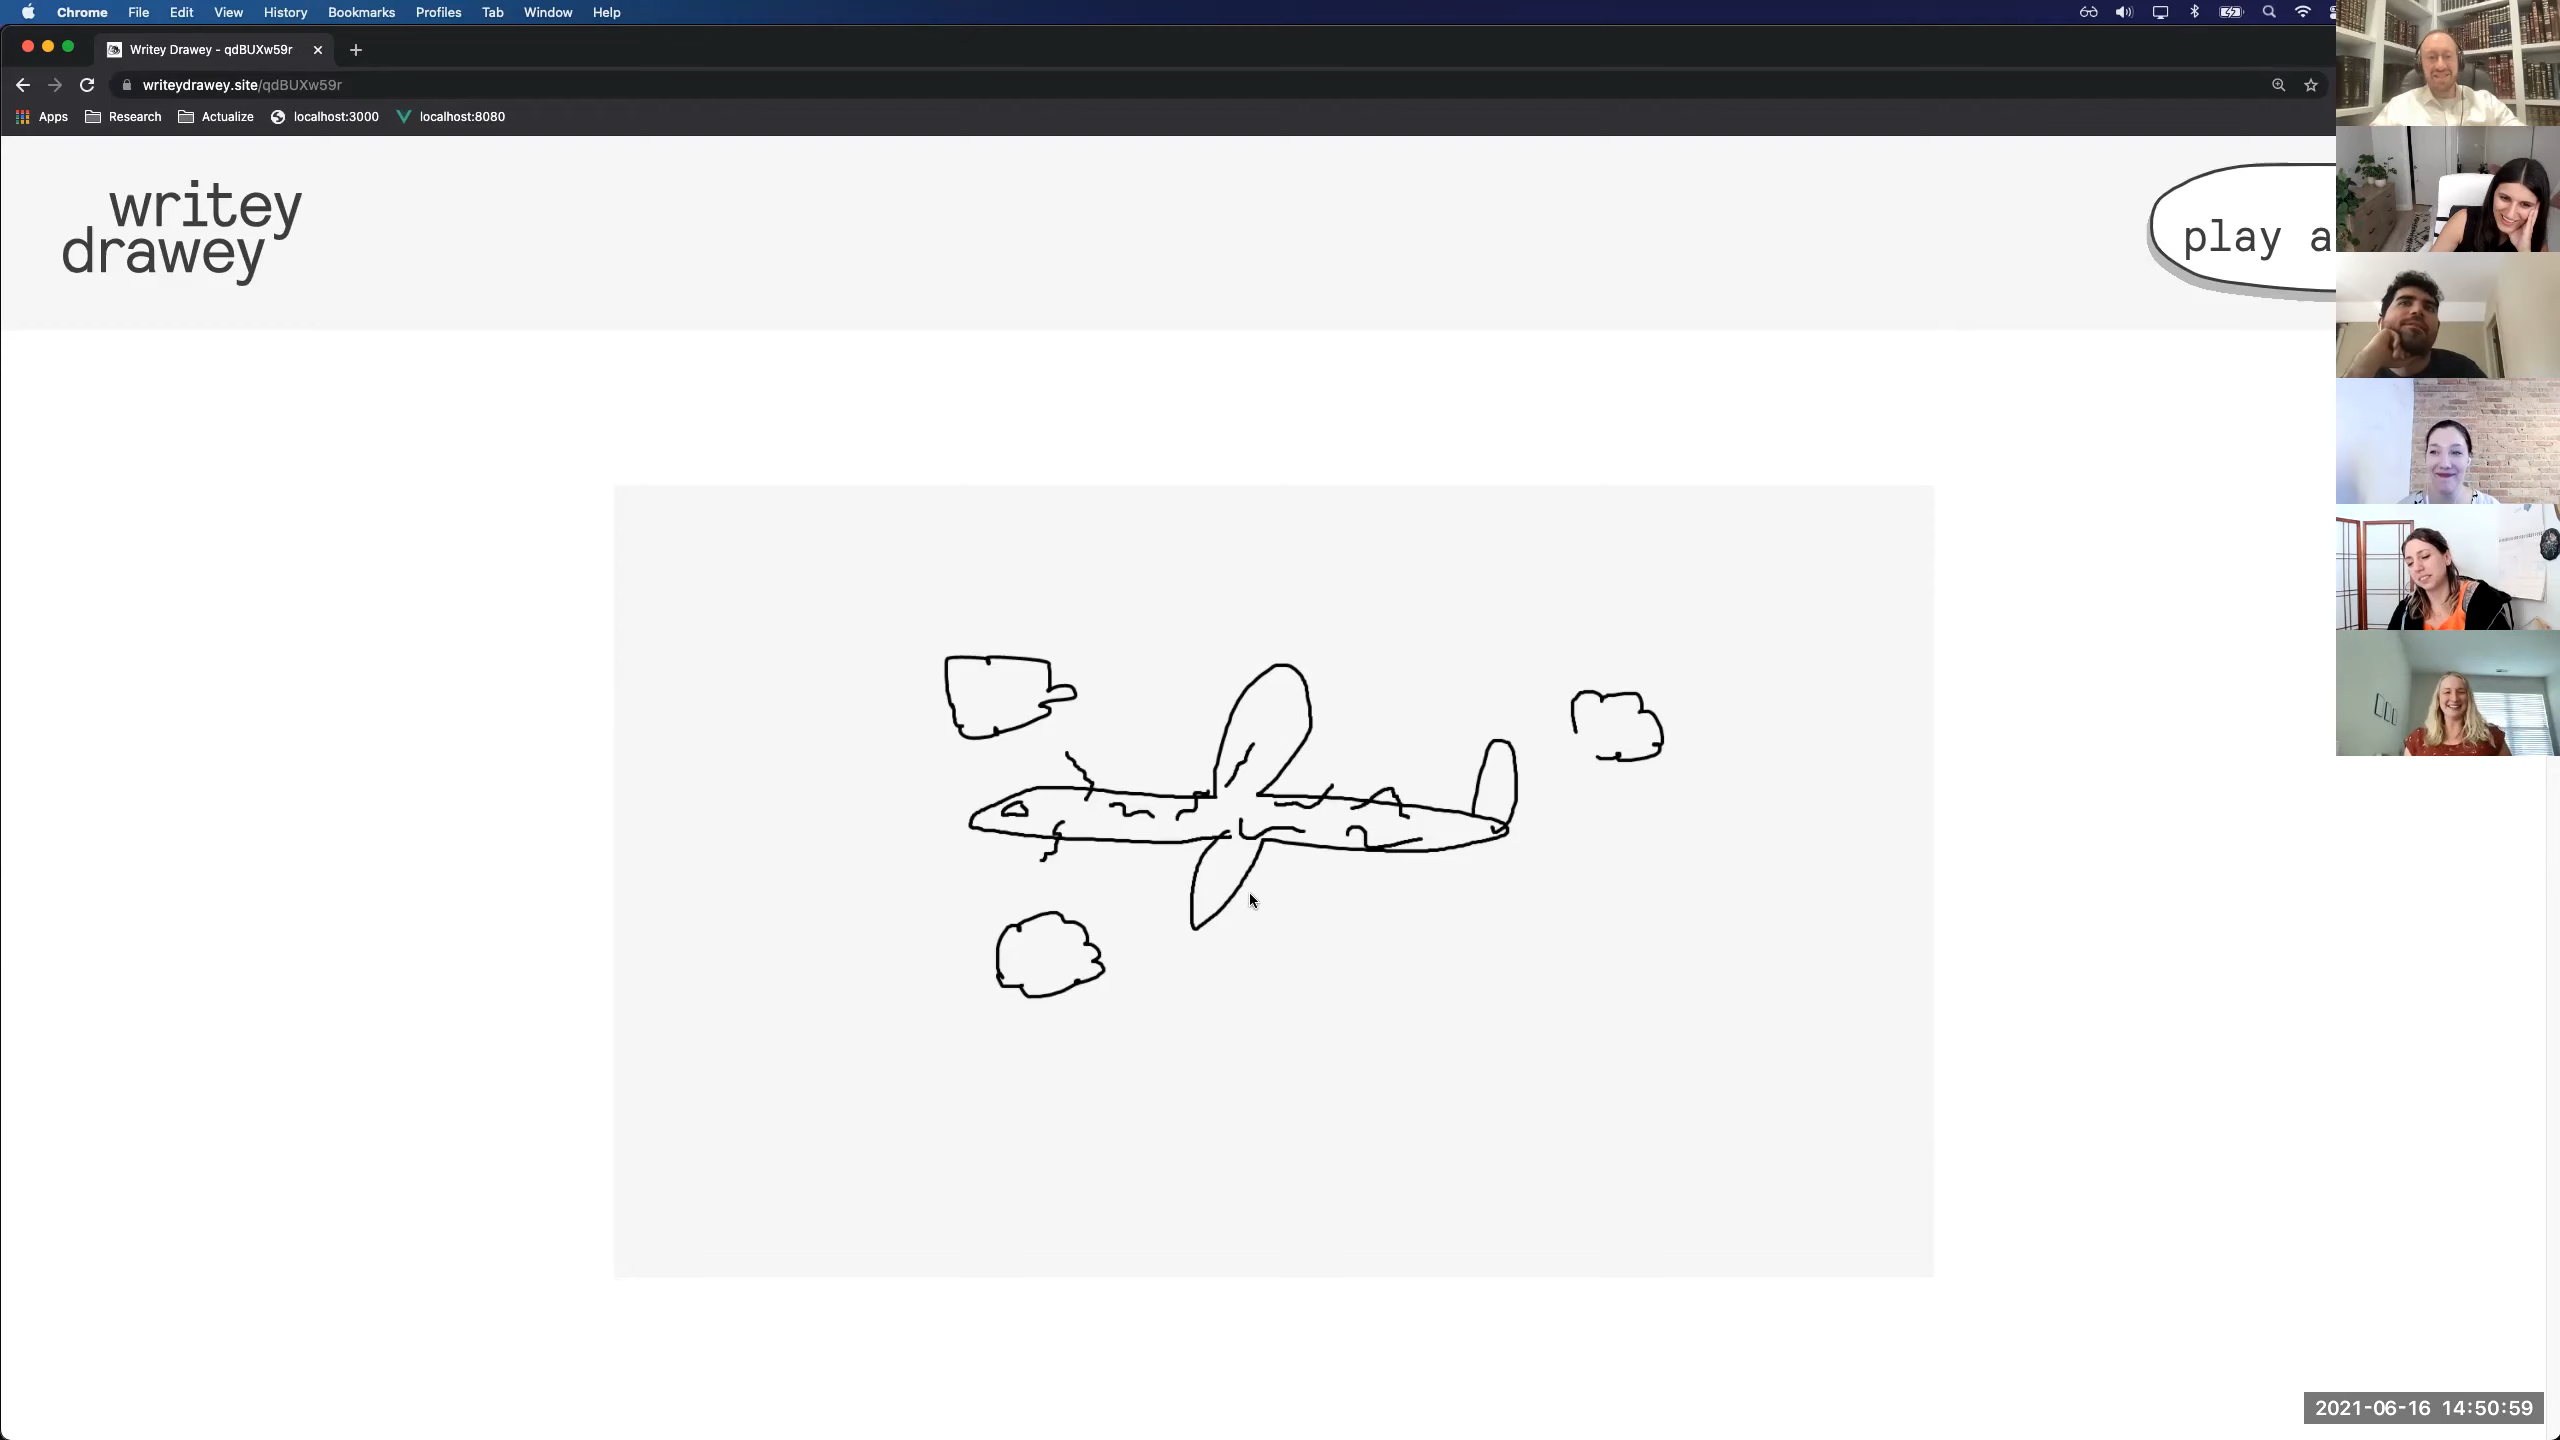 Chrome File Edit View History Bookmarks Profiles Tab Window Help
Writey Drawey - qdBUXw59r
writeydrawey.site/qdBUXw59r
Apps Research Actualize localhost:3000 localhost:8080
writey
drawey
play a
2021-06-16 14:50:59